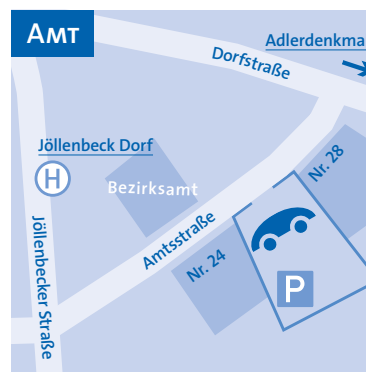 AMT
Adlerdenkma
Dorfstraße
Jöllenbeck Dorf
H
Bezirksamt
Nr. 28
Amtsstraße
Nr. 24
Jöllenbecker Straße
P